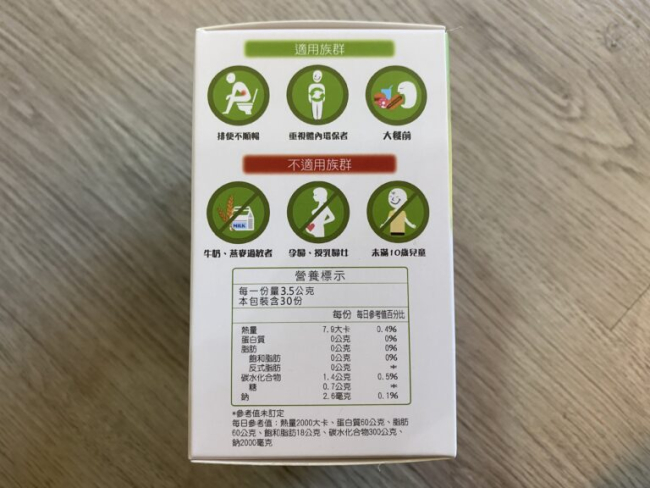 適用族群
排便不順暢 重視體內環保者 大餐前
不適用族群
MILK
牛奶、燕麥過敏者 孕婦、授乳婦女 未滿10歲兒童
營養標示
每一份量3.5公克
本包裝含30份
每份 每日參考值百分比
熱量 7.9大卡 0.4%
蛋白質 0公克 0%
脂肪 0公克 0%
飽和脂肪 0公克 0%
反式脂肪 0公克 *
碳水化合物 1.4公克 0.5%
糖 0.7公克 *
鈉 2.6毫克 0.1%
*參考值未訂定
每日參考值：熱量2000大卡、蛋白質60公克、脂肪
60公克、飽和脂肪18公克、碳水化合物300公克、
鈉2000毫克